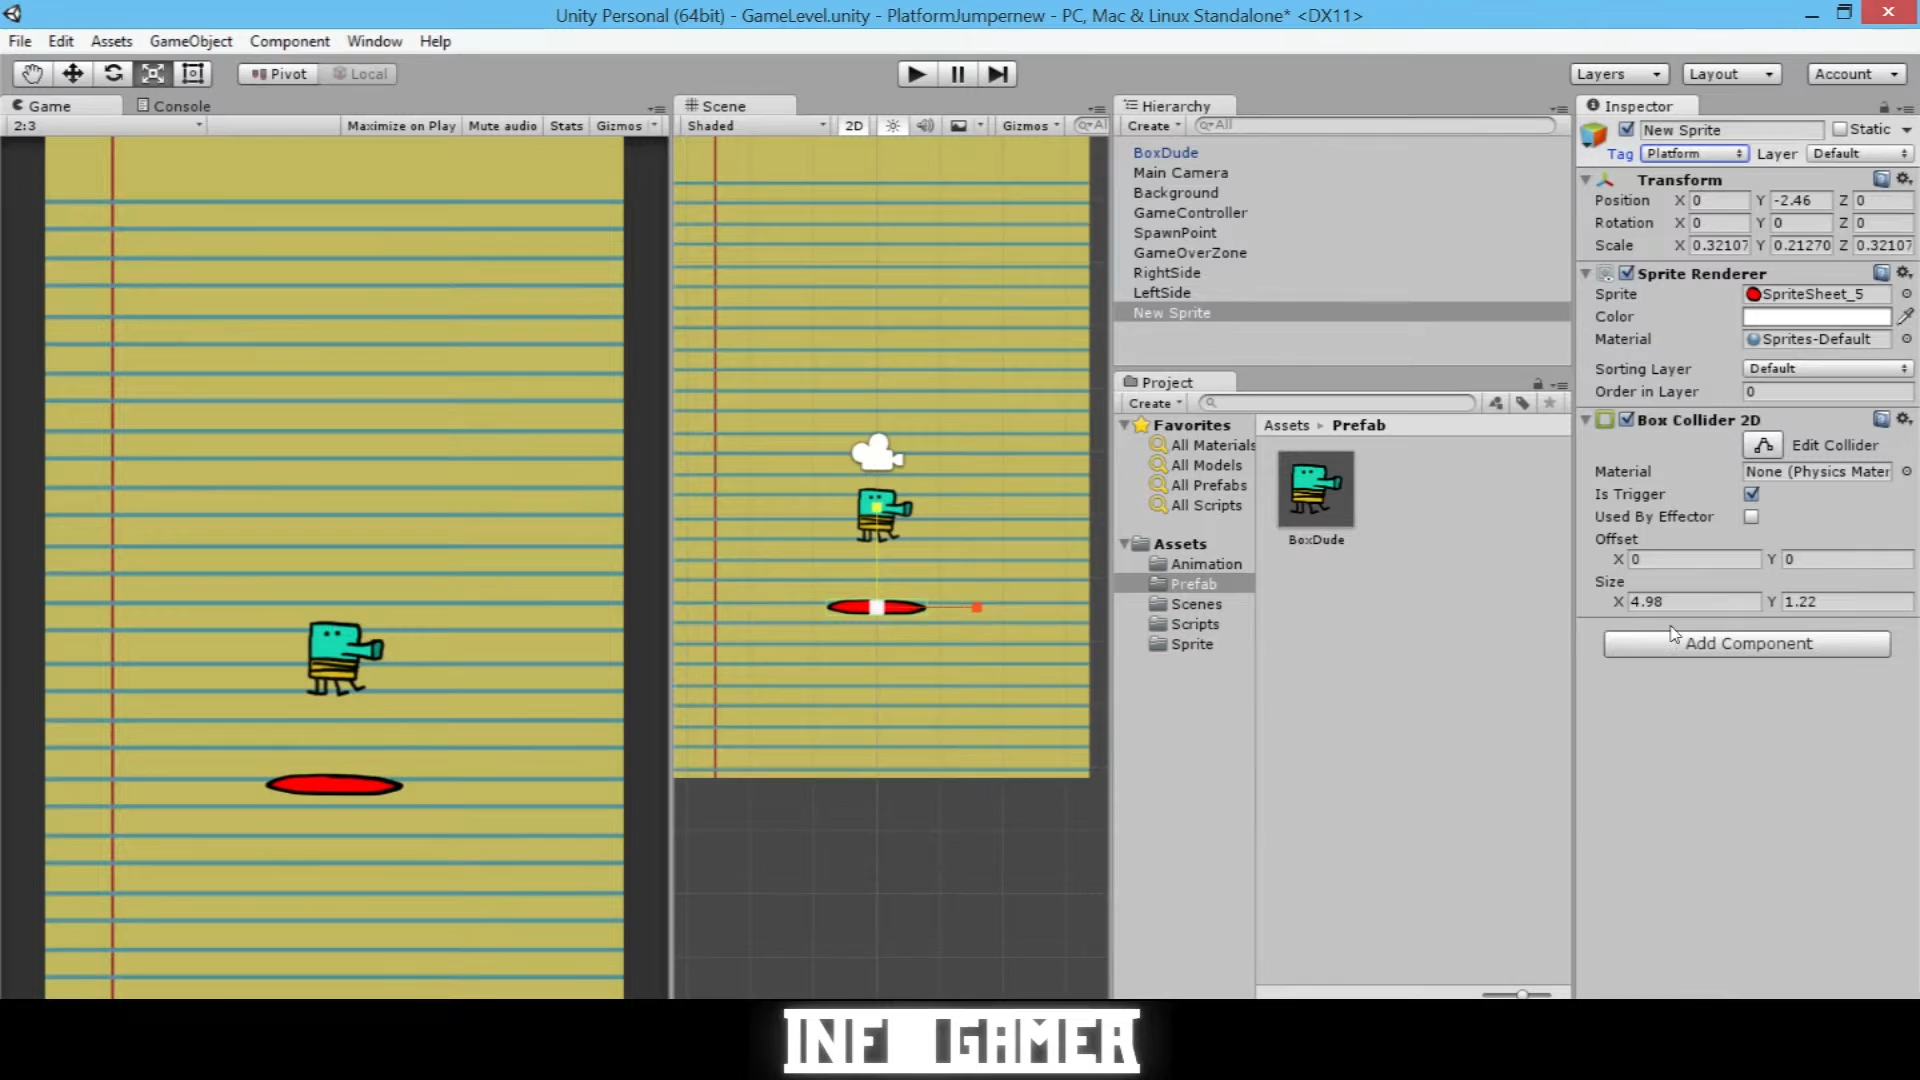 Unity Personal (64bit) - GameLevel.unity - PlatformJumpernew - PC, Mac & Linux Standalone* <DX11>
File Edit Assets GameObject Component Window Help
Pivot Local Layers Layout Account
Game Console
2:3 Maximize on Play Mute audio Stats Gizmos
Scene
Shaded 2D Gizmos All
Hierarchy
Create All
BoxDude
Main Camera
Background
GameController
SpawnPoint
GameOverZone
RightSide
LeftSide
New Sprite
Project
Create
Favorites
All Materials
All Models
All Prefabs
All Scripts
Assets
Animation
Prefab
Scenes
Scripts
Sprite
Assets Prefab
BoxDude
Inspector
New Sprite Static
Tag Platform Layer Default
Transform
Position X 0 Y -2.46 Z 0
Rotation X 0 Y 0 Z 0
Scale X 0.32107 Y 0.21270 Z 0.32107
Sprite Renderer
Sprite SpriteSheet_5
Color
Material Sprites-Default
Sorting Layer Default
Order in Layer 0
Box Collider 2D
Edit Collider
Material None (Physics Mater
Is Trigger
Used By Effector
Offset
X 0 Y 0
Size
X 4.98 Y 1.22
Add Component
INF GAMER